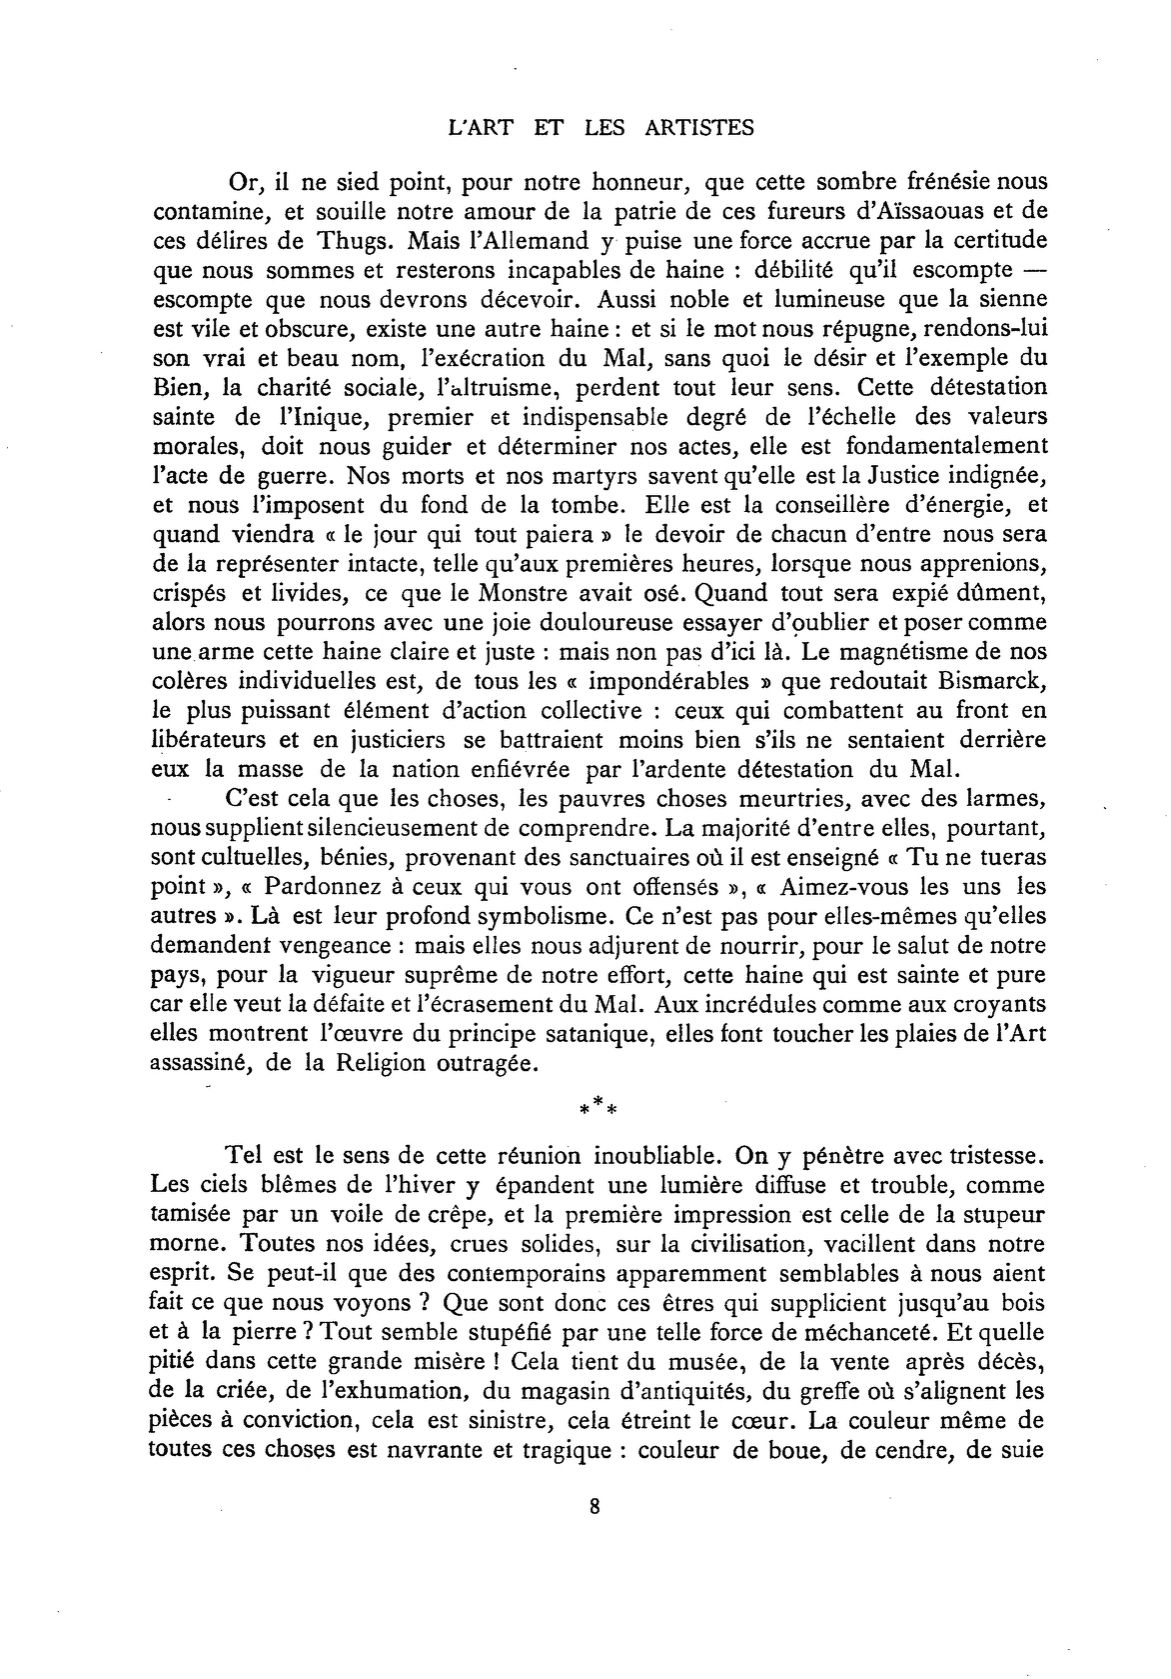 L'ART ET LES ARTISTES
Or, il ne sied point, pour notre honneur, que cette sombre frénésie nous
contamine, et souille notre amour de la patrie de ces fureurs d'Aïssaouas et de
ces délires de Thugs. Mais l'Allemand y puise une force accrue par la certitude
que nous sommes et resterons incapables de haine : débilité qu'il escompte —
escompte que nous devrons décevoir. Aussi noble et lumineuse que la sienne
est vile et obscure, existe une autre haine : et si le mot nous répugne, rendons-lui
son vrai et beau nom, l'exécration du Mal, sans quoi le désir et l'exemple du
Bien, la charité sociale, l'altruisme, perdent tout leur sens. Cette détestation
sainte de l'Inique, premier et indispensable degré de l'échelle des valeurs
morales, doit nous guider et déterminer nos actes, elle est fondamentalement
l'acte de guerre. Nos morts et nos martyrs savent qu'elle est la Justice indignée,
et nous l'imposent du fond de la tombe. Elle est la conseillère d'énergie, et
quand viendra « le jour qui tout paiera » le devoir de chacun d'entre nous sera
de la représenter intacte, telle qu'aux premières heures, lorsque nous apprenions,
crispés et livides, ce que le Monstre avait osé. Quand tout sera expié dûment,
alors nous pourrons avec une joie douloureuse essayer d'oublier et poser comme
une arme cette haine claire et juste : mais non pas d'ici là. Le magnétisme de nos
colères individuelles est, de tous les « impondérables » que redoutait Bismarck,
le plus puissant élément d'action collective : ceux qui combattent au front en
libérateurs et en justiciers se battraient moins bien s'ils ne sentaient derrière
eux la masse de la nation enfiévrée par l'ardente détestation du Mal.
C'est cela que les choses, les pauvres choses meurtries, avec des larmes,
nous supplient silencieusement de comprendre. La majorité d'entre elles, pourtant,
sont cultuelles, bénies, provenant des sanctuaires où il est enseigné « Tu ne tueras
point », « Pardonnez à ceux qui vous ont offensés », « Aimez-vous les uns les
autres ». Là est leur profond symbolisme. Ce n'est pas pour elles-mêmes qu'elles
demandent vengeance : mais elles nous adjurent de nourrir, pour le salut de notre
pays, pour la vigueur suprême de notre effort, cette haine qui est sainte et pure
car elle veut la défaite et l'écrasement du Mal. Aux incrédules comme aux croyants
elles montrent l'œuvre du principe satanique, elles font toucher les plaies de l'Art
assassiné, de la Religion outragée.
***
Tel est le sens de cette réunion inoubliable. On y pénètre avec tristesse.
Les ciels blêmes de l'hiver y épandent une lumière diffuse et trouble, comme
tamisée par un voile de crêpe, et la première impression est celle de la stupeur
morne. Toutes nos idées, crues solides, sur la civilisation, vacillent dans notre
esprit. Se peut-il que des contemporains apparemment semblables à nous aient
fait ce que nous voyons ? Que sont donc ces êtres qui supplicient jusqu'au bois
et à la pierre ? Tout semble stupéfié par une telle force de méchanceté. Et quelle
pitié dans cette grande misère ! Cela tient du musée, de la vente après décès,
de la criée, de l'exhumation, du magasin d'antiquités, du greffe où s'alignent les
pièces à conviction, cela est sinistre, cela étreint le cœur. La couleur même de
toutes ces choses est navrante et tragique : couleur de boue, de cendre, de suie
8